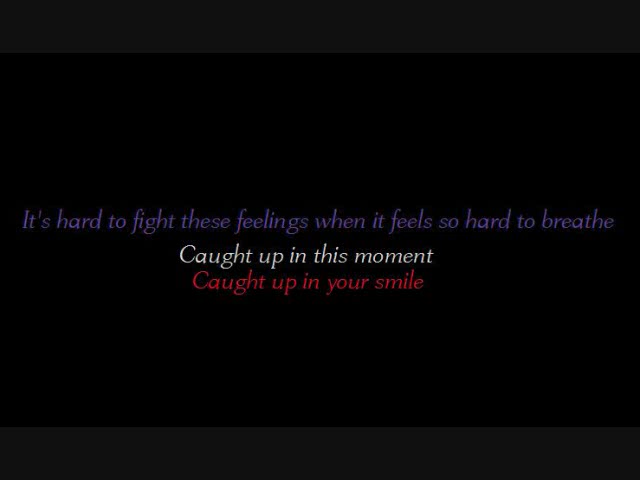 It's hard to fight these feelings when it feels so hard to breathe
Caught up in this moment
Caught up in your smile